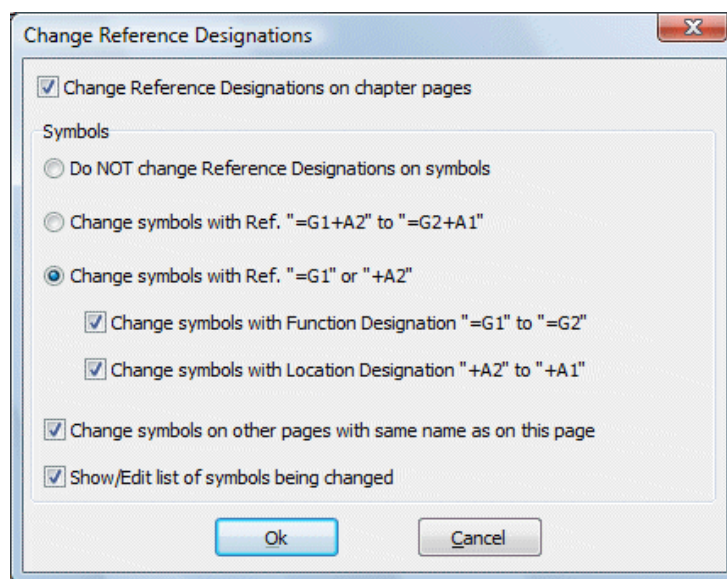 Change Reference Designations
Change Reference Designations on chapter pages
Symbols
Do NOT change Reference Designations on symbols
Change symbols with Ref. "=G1+A2" to "=G2+A1"
Change symbols with Ref. "=G1" or "+A2"
Change symbols with Function Designation "=G1" to "=G2"
Change symbols with Location Designation "+A2" to "+A1"
Change symbols on other pages with same name as on this page
Show/Edit list of symbols being changed
Ok Cancel